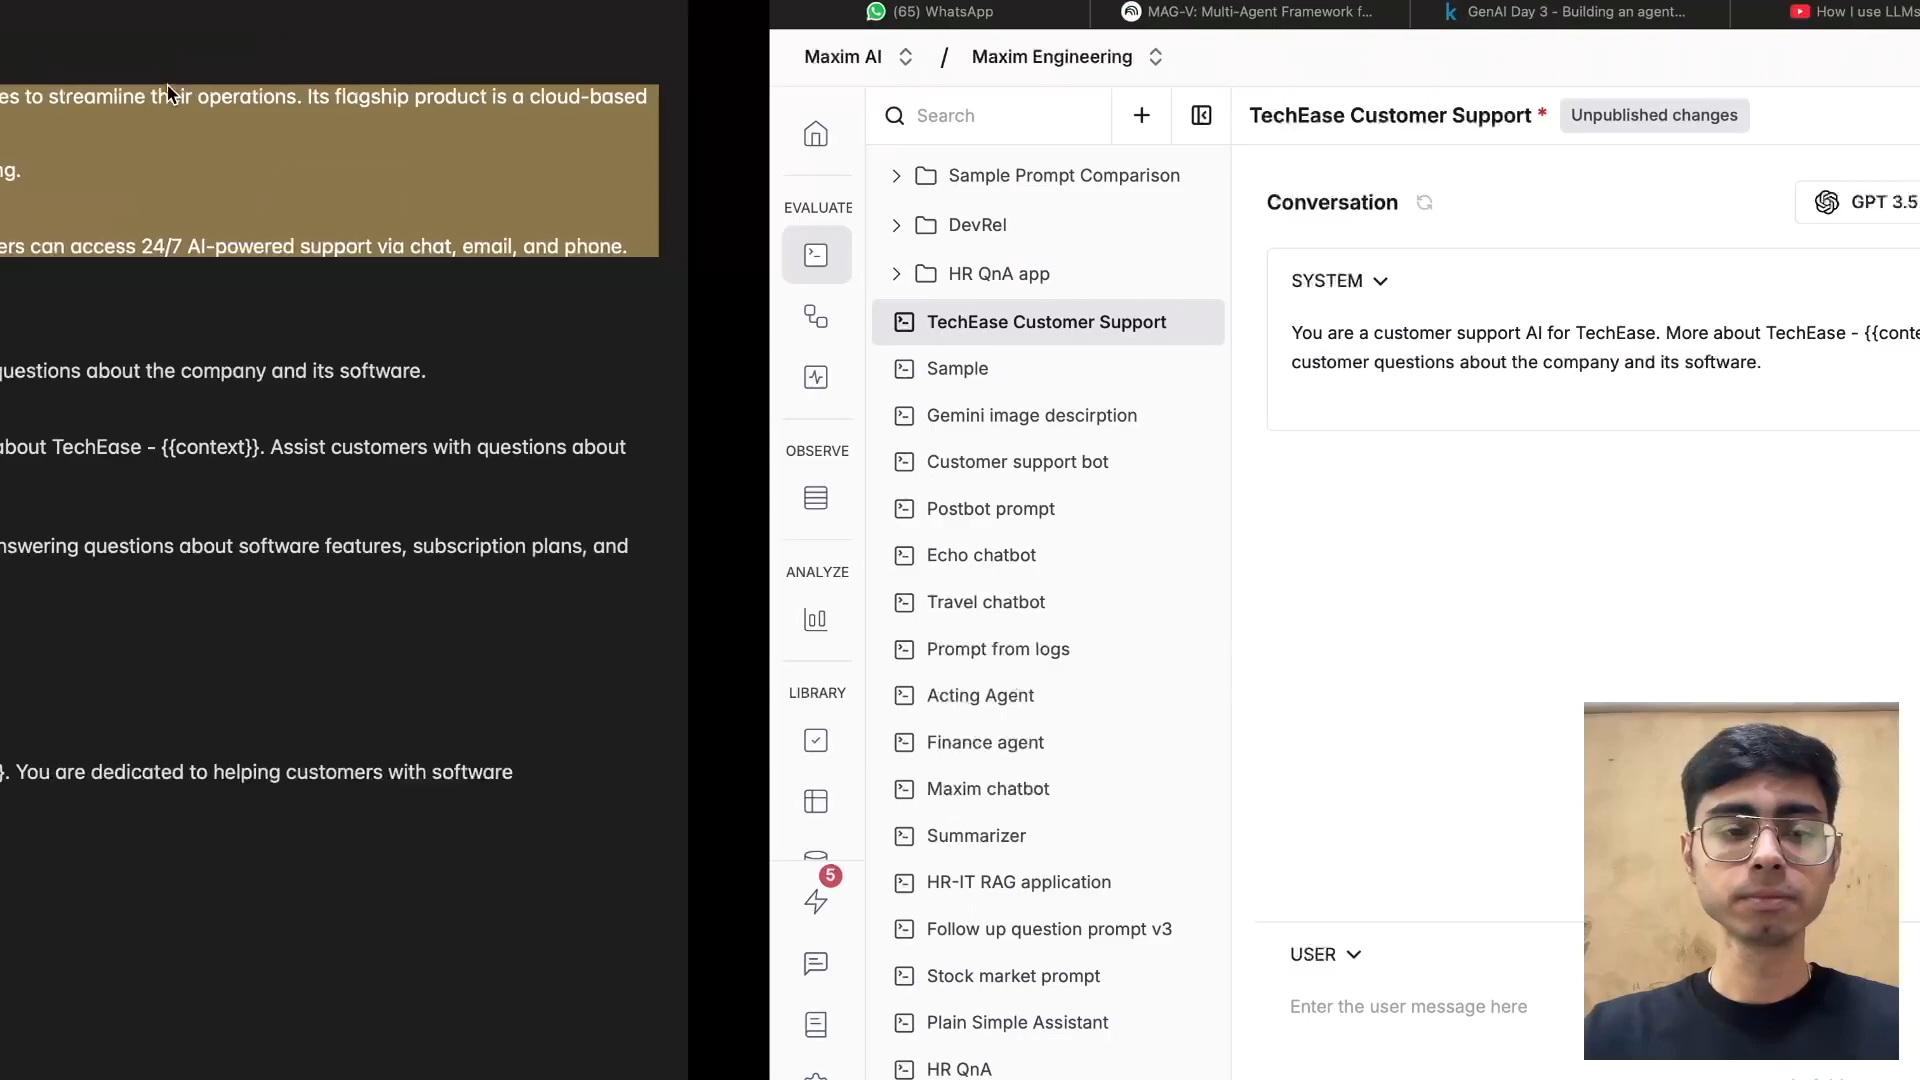 es to streamline their operations. Its flagship product is a cloud-based
ng.
ers can access 24/7 AI-powered support via chat, email, and phone.
questions about the company and its software.
about TechEase - {{context}}. Assist customers with questions about
nswering questions about software features, subscription plans, and
}. You are dedicated to helping customers with software
(65) WhatsApp
MAG-V: Multi-Agent Framework f...
GenAI Day 3 - Building an agent...
How I use LLMs
Maxim AI / Maxim Engineering
Search
TechEase Customer Support * Unpublished changes
EVALUATE
OBSERVE
ANALYZE
LIBRARY
5
Sample Prompt Comparison
DevRel
HR QnA app
TechEase Customer Support
Sample
Gemini image descirption
Customer support bot
Postbot prompt
Echo chatbot
Travel chatbot
Prompt from logs
Acting Agent
Finance agent
Maxim chatbot
Summarizer
HR-IT RAG application
Follow up question prompt v3
Stock market prompt
Plain Simple Assistant
HR QnA
Conversation
GPT 3.5
SYSTEM
You are a customer support AI for TechEase. More about TechEase - {{conte
customer questions about the company and its software.
USER
Enter the user message here